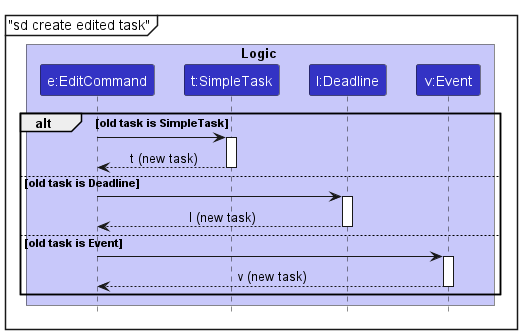 "sd create edited task"
Logic
e:EditCommand
t:SimpleTask
l:Deadline
v:Event
alt
[old task is SimpleTask]
t (new task)
[old task is Deadline]
l (new task)
[old task is Event]
v (new task)